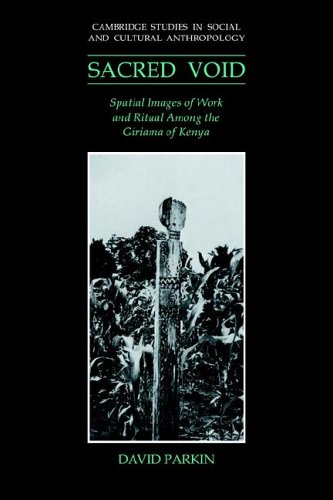 CAMBRIDGE STUDIES IN SOCIAL
AND CULTURAL ANTHROPOLOGY
SACRED VOID
Spatial Images of Work
and Ritual Among the
Giriama of Kenya
DAVID PARKIN